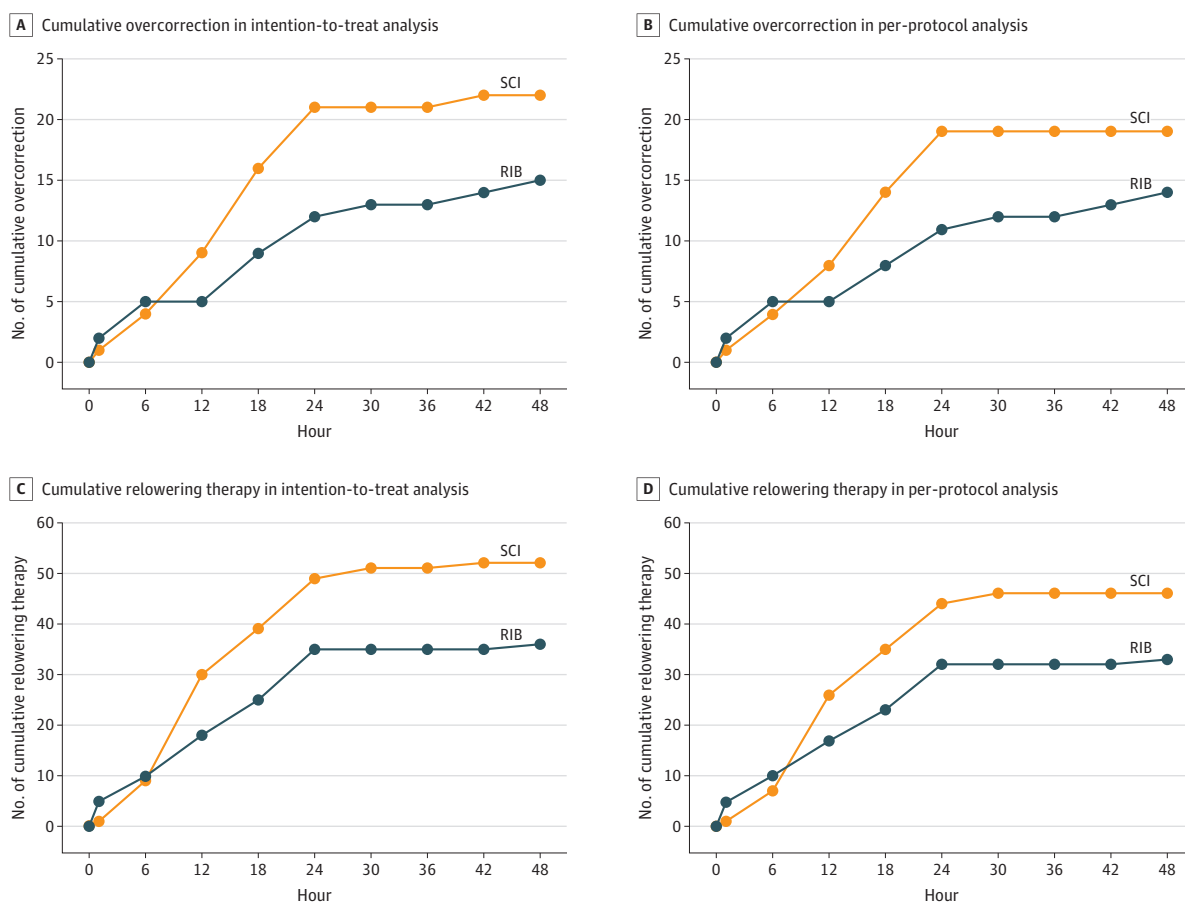 A Cumulative overcorrection in intention-to-treat analysis
25
20
15
10
5
0
No. of cumulative overcorrection
SCI
RIB
0 6 12 18 24 30 36 42 48
Hour
B Cumulative overcorrection in per-protocol analysis
25
20
15
10
5
0
No. of cumulative overcorrection
SCI
RIB
0 6 12 18 24 30 36 42 48
Hour
C Cumulative relowering therapy in intention-to-treat analysis
60
50
40
30
20
10
0
No. of cumulative relowering therapy
SCI
RIB
0 6 12 18 24 30 36 42 48
Hour
D Cumulative relowering therapy in per-protocol analysis
60
50
40
30
20
10
0
No. of cumulative relowering therapy
SCI
RIB
0 6 12 18 24 30 36 42 48
Hour